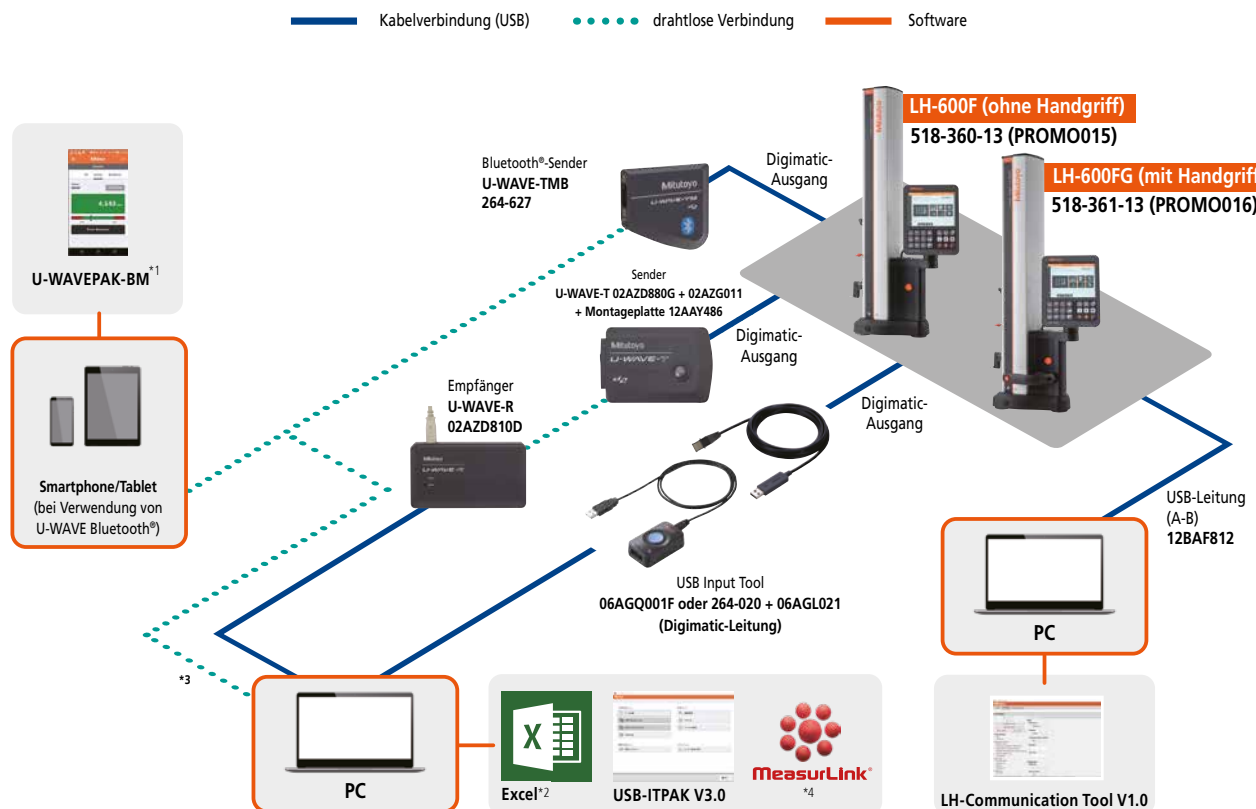 Kabelverbindung (USB)
drahtlose Verbindung
Software
LH-600F (ohne Handgriff)
518-360-13 (PROMO015)
LH-600FG (mit Handgriff
518-361-13 (PROMO016)
Bluetooth®-Sender
U-WAVE-TMB
264-627
Digimatic-
Ausgang
Mitutoyo
U-WAVE-TM
U-WAVEPAK-BM*1
Sender
U-WAVE-T 02AZD880G + 02AZG011
+ Montageplatte 12AAY486
Digimatic-
Ausgang
Mitutoyo
U-WAVE-T
Empfänger
U-WAVE-R
02AZD810D
Mitutoyo
U-WAVE-R
Digimatic-
Ausgang
Smartphone/Tablet
(bei Verwendung von
U-WAVE Bluetooth®)
USB-Leitung
(A-B)
12BAF812
USB Input Tool
06AGQ001F oder 264-020 + 06AGL021
(Digimatic-Leitung)
PC
*3
PC
X
Excel*2
USB-ITPAK V3.0
MeasurLink®
*4
LH-Communication Tool V1.0